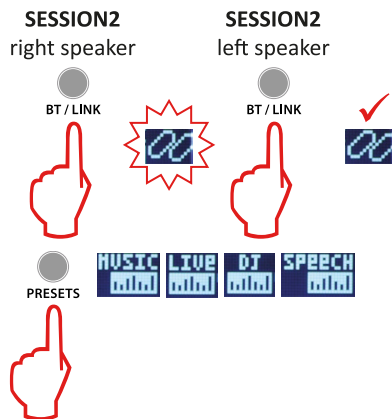 SESSION2
right speaker
SESSION2
left speaker
BT / LINK
BT / LINK
PRESETS
MUSIC
LIVE
DJ
SPEECH